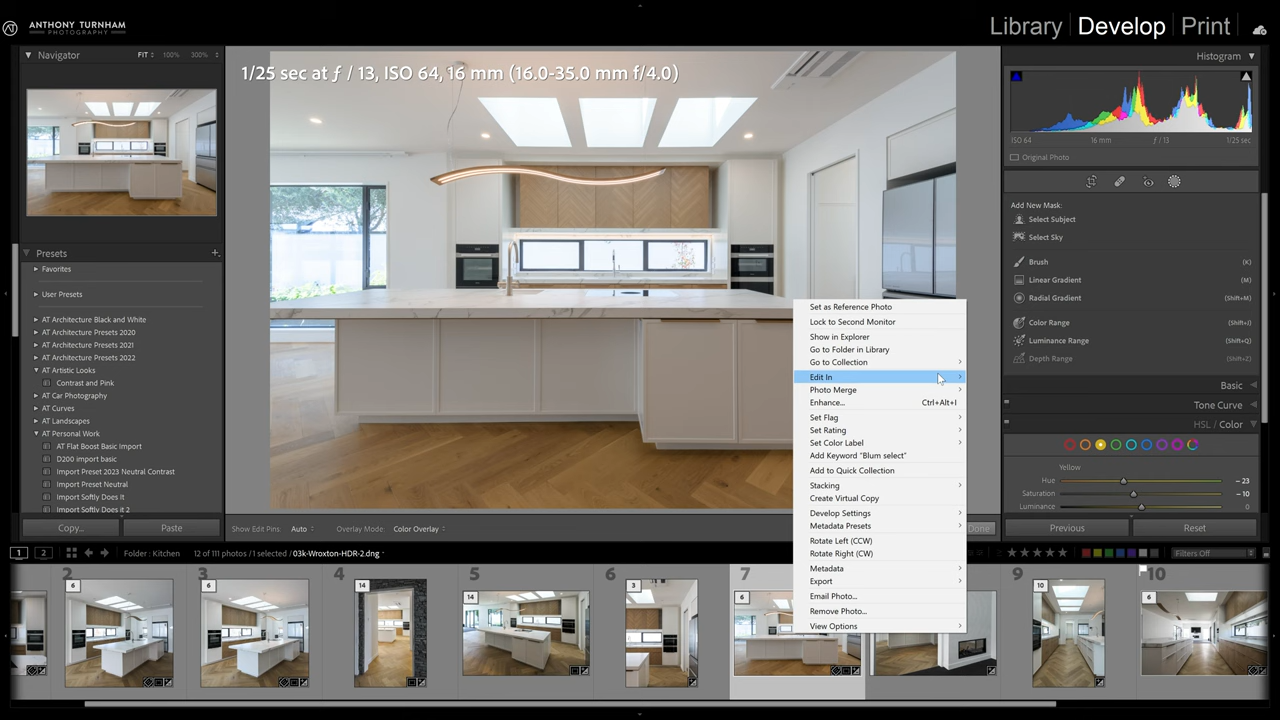 AT ANTHONY TURNHAM
PHOTOGRAPHY
Library | Develop | Print
Navigator FIT 100% 300%
1/25 sec at ƒ / 13, ISO 64, 16 mm (16.0-35.0 mm f/4.0)
Histogram
ISO 64 16 mm ƒ / 13 1/25 sec
Original Photo
Add New Mask:
Select Subject
Select Sky
Brush (K)
Linear Gradient (M)
Radial Gradient (Shift+M)
Color Range (Shift+J)
Luminance Range (Shift+Q)
Depth Range (Shift+Z)
Basic
Tone Curve
HSL / Color
Yellow
Hue – 23
Saturation – 10
Luminance 0
Previous Reset
Presets +
Favorites
User Presets
AT Architecture Black and White
AT Architecture Presets 2020
AT Architecture Presets 2021
AT Architecture Presets 2022
AT Artistic Looks
Contrast and Pink
AT Car Photography
AT Curves
AT Landscapes
AT Personal Work
AT Flat Boost Basic Import
D200 import basic
Import Preset 2023 Neutral Contrast
Import Preset Neutral
Import Softly Does it
Import Softly Does it 2
Copy... Paste
Set as Reference Photo
Lock to Second Monitor
Show in Explorer
Go to Folder in Library
Go to Collection
Edit In
Photo Merge
Enhance... Ctrl+Alt+I
Set Flag
Set Rating
Set Color Label
Add Keyword "Blum select"
Add to Quick Collection
Stacking
Create Virtual Copy
Develop Settings
Metadata Presets
Rotate Left (CCW)
Rotate Right (CW)
Metadata
Export
Email Photo...
Remove Photo...
View Options
Show Edit Pins: Auto Overlay Mode: Color Overlay Done
1 2 Folder : Kitchen 12 of 111 photos / 1 selected / 03k-Wroxton-HDR-2.dng Filters Off
2 3 4 5 6 7 9 10
6 6 14 14 3 6 10 6